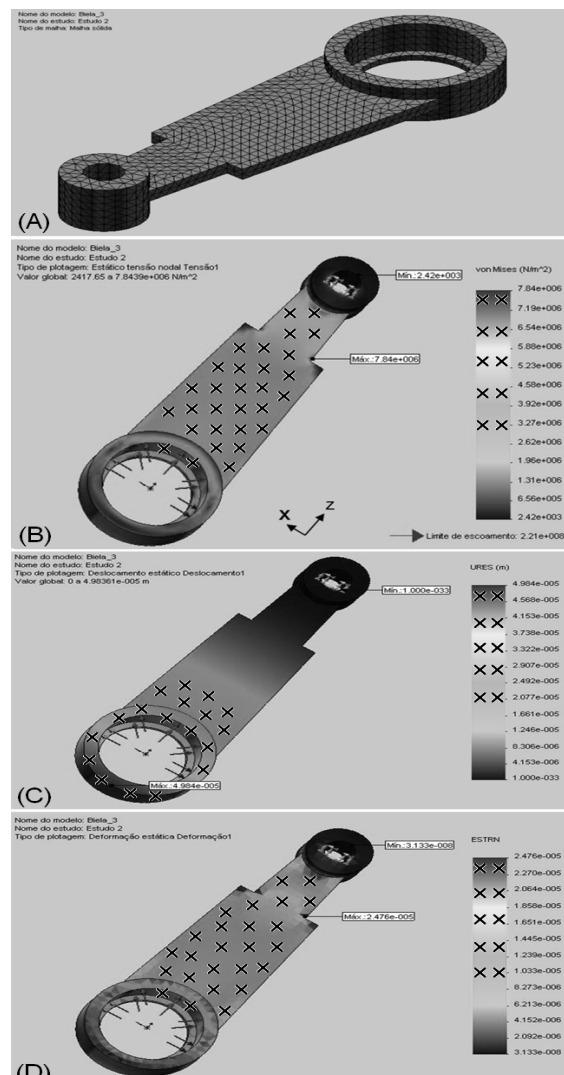 Nome do modelo: Biela_3
Nome do estudo: Estudo 2
Tipo de malha: Malha sólida
(A)
Nome do modelo: Biela_3
Nome do estudo: Estudo 2
Tipo de plotagem: Estático tensão nodal Tensão1
Valor global: 2417.65 a 7.8439e+006 N/m^2
Mín.:2.42e+003
Máx.:7.84e+006
von Mises (N/m^2)
7.84e+006
7.19e+006
6.54e+006
5.88e+006
5.23e+006
4.58e+006
3.92e+006
3.27e+006
2.62e+006
1.96e+006
1.31e+006
6.56e+005
2.42e+003
Limite de escoamento: 2.21e+008
X
Z
(B)
Nome do modelo: Biela_3
Nome do estudo: Estudo 2
Tipo de plotagem: Deslocamento estático Deslocamento1
Valor global: 0 a 4.98361e-005 m
Mín.:1.000e-033
Máx.:4.984e-005
URES (m)
4.984e-005
4.568e-005
4.153e-005
3.738e-005
3.322e-005
2.907e-005
2.492e-005
2.077e-005
1.661e-005
1.246e-005
8.306e-006
4.153e-006
1.000e-033
(C)
Nome do modelo: Biela_3
Nome do estudo: Estudo 2
Tipo de plotagem: Deformação estática Deformação1
Mín.:3.133e-008
Máx.:2.476e-005
ESTRN
2.476e-005
2.270e-005
2.064e-005
1.858e-005
1.651e-005
1.445e-005
1.239e-005
1.033e-005
8.273e-006
6.213e-006
4.152e-006
2.092e-006
3.133e-008
(D)